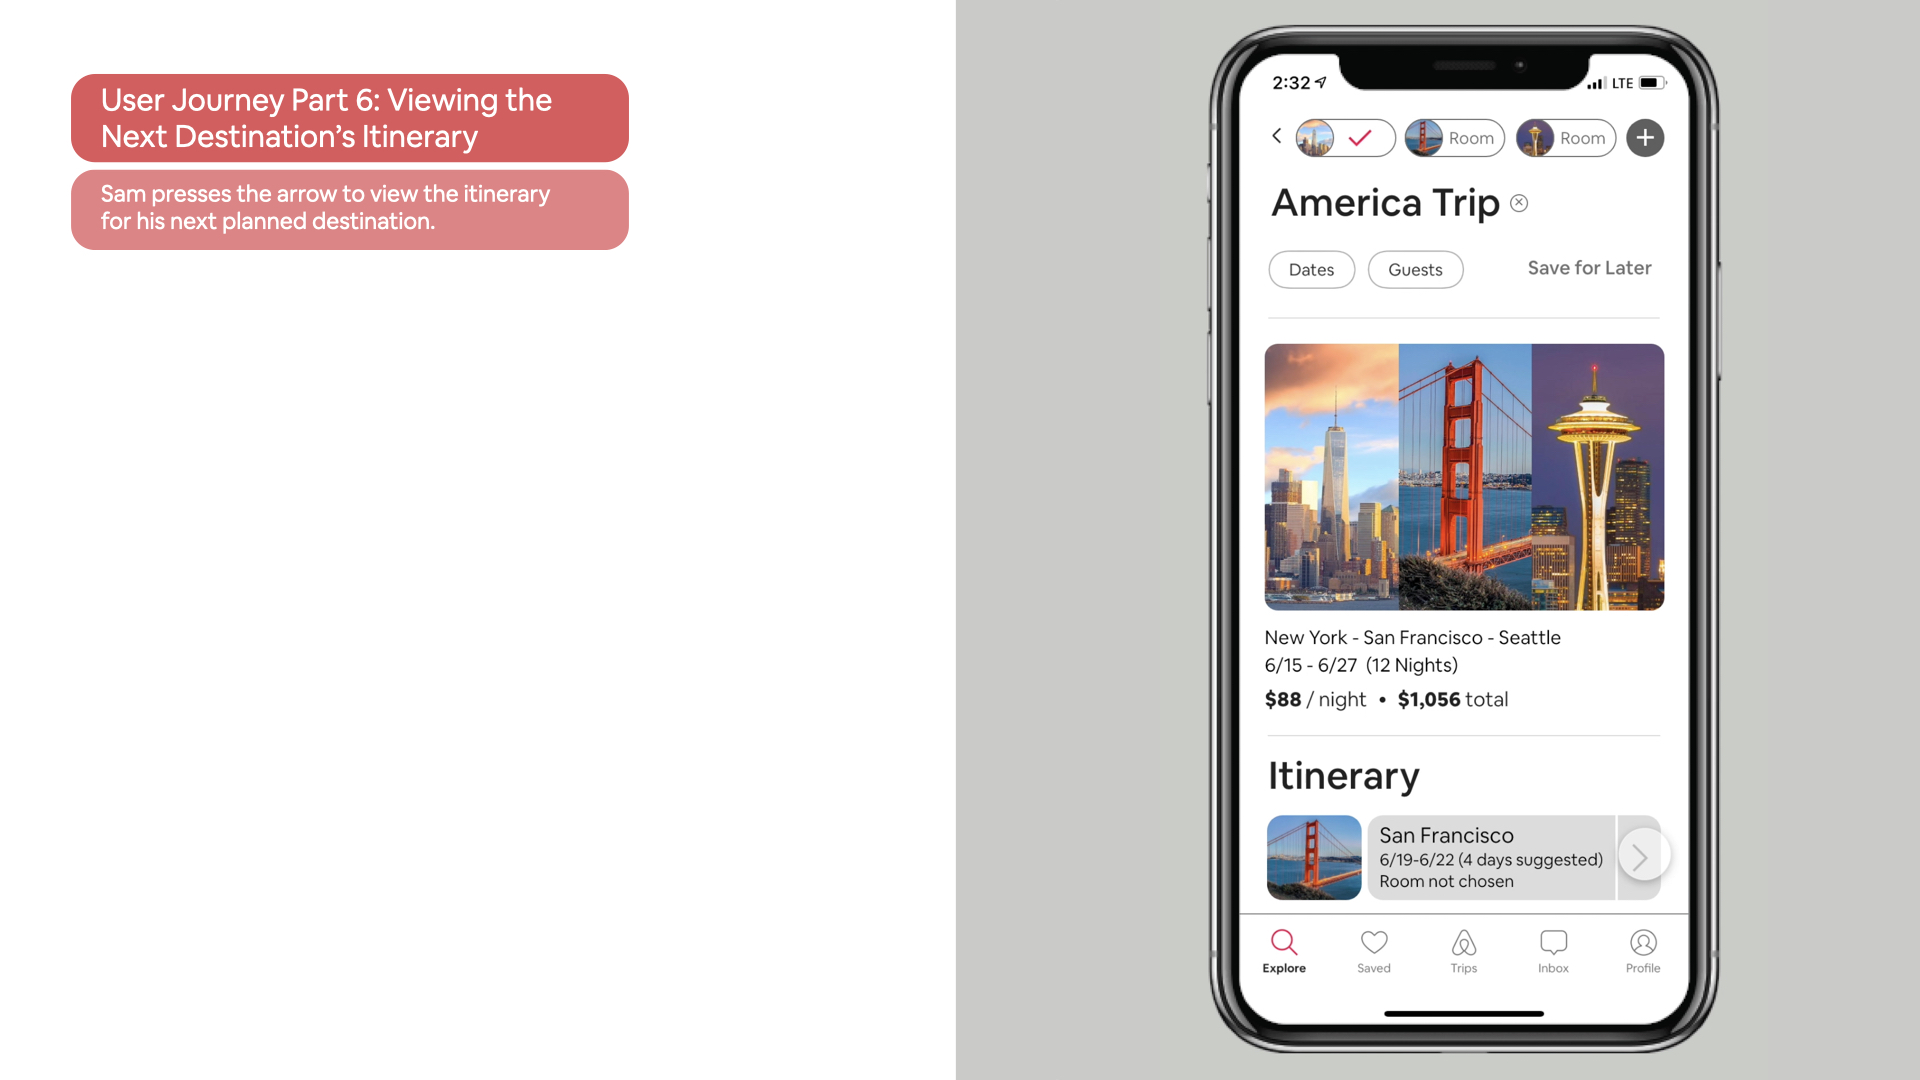 User Journey Part 6: Viewing the
Next Destination’s Itinerary
Sam presses the arrow to view the itinerary
for his next planned destination.
2:32
LTE
Room
Room
America Trip
Dates
Guests
Save for Later
New York - San Francisco - Seattle
6/15 - 6/27 (12 Nights)
$88 / night • $1,056 total
Itinerary
San Francisco
6/19-6/22 (4 days suggested)
Room not chosen
Explore
Saved
Trips
Inbox
Profile